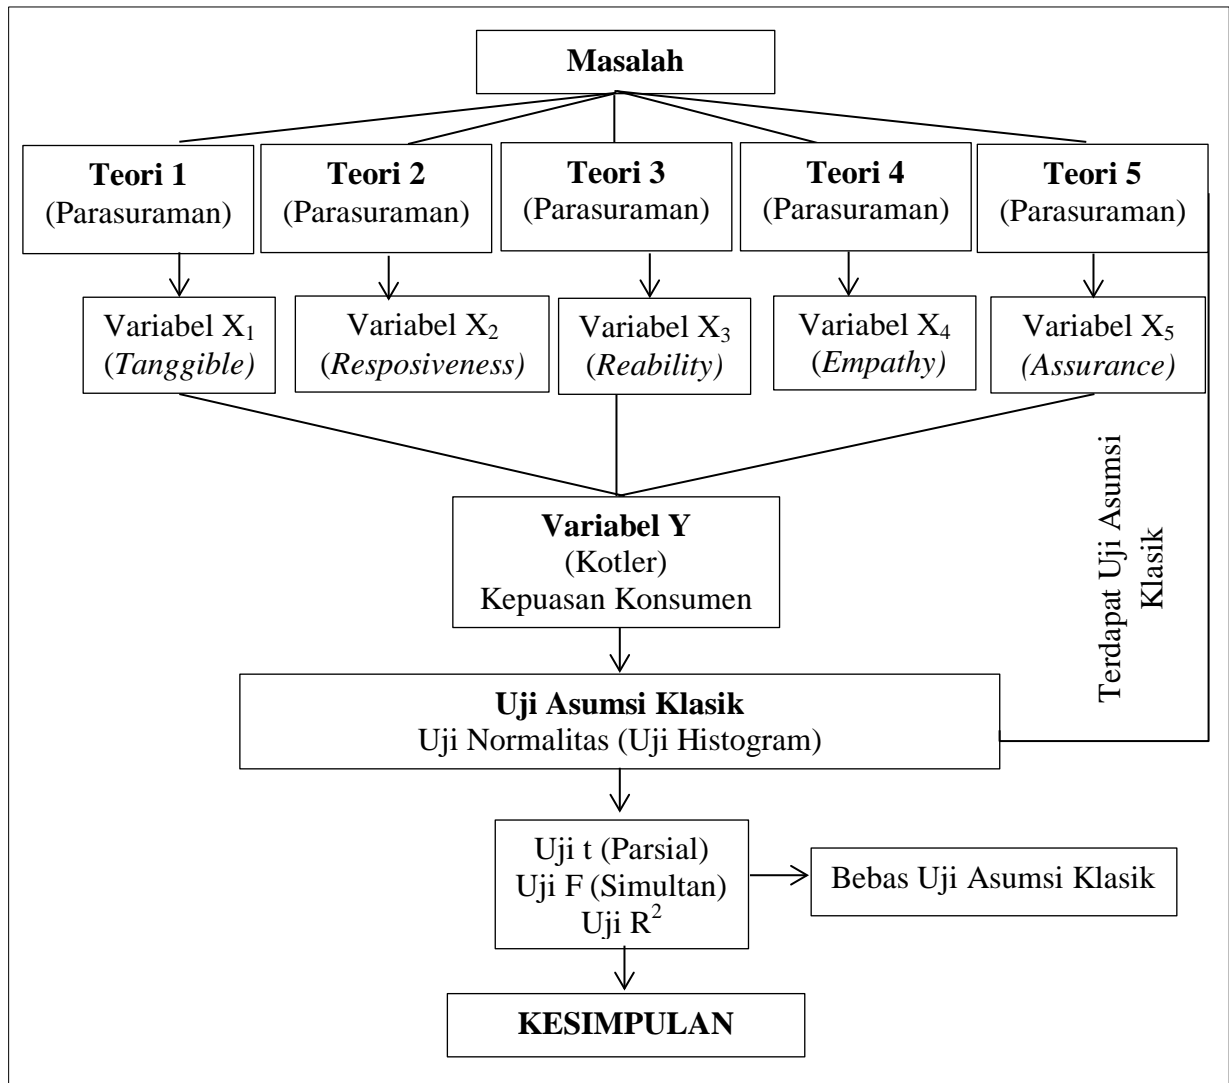 Masalah
Teori 1
(Parasuraman)
Teori 2
(Parasuraman)
Teori 3
(Parasuraman)
Teori 4
(Parasuraman)
Teori 5
(Parasuraman)
Variabel X₁
(Tanggible)
Variabel X₂
(Resposiveness)
Variabel X₃
(Reability)
Variabel X₄
(Empathy)
Variabel X₅
(Assurance)
Terdapat Uji Asumsi
Klasik
Variabel Y
(Kotler)
Kepuasan Konsumen
Uji Asumsi Klasik
Uji Normalitas (Uji Histogram)
Uji t (Parsial)
Uji F (Simultan)
Uji R²
Bebas Uji Asumsi Klasik
KESIMPULAN